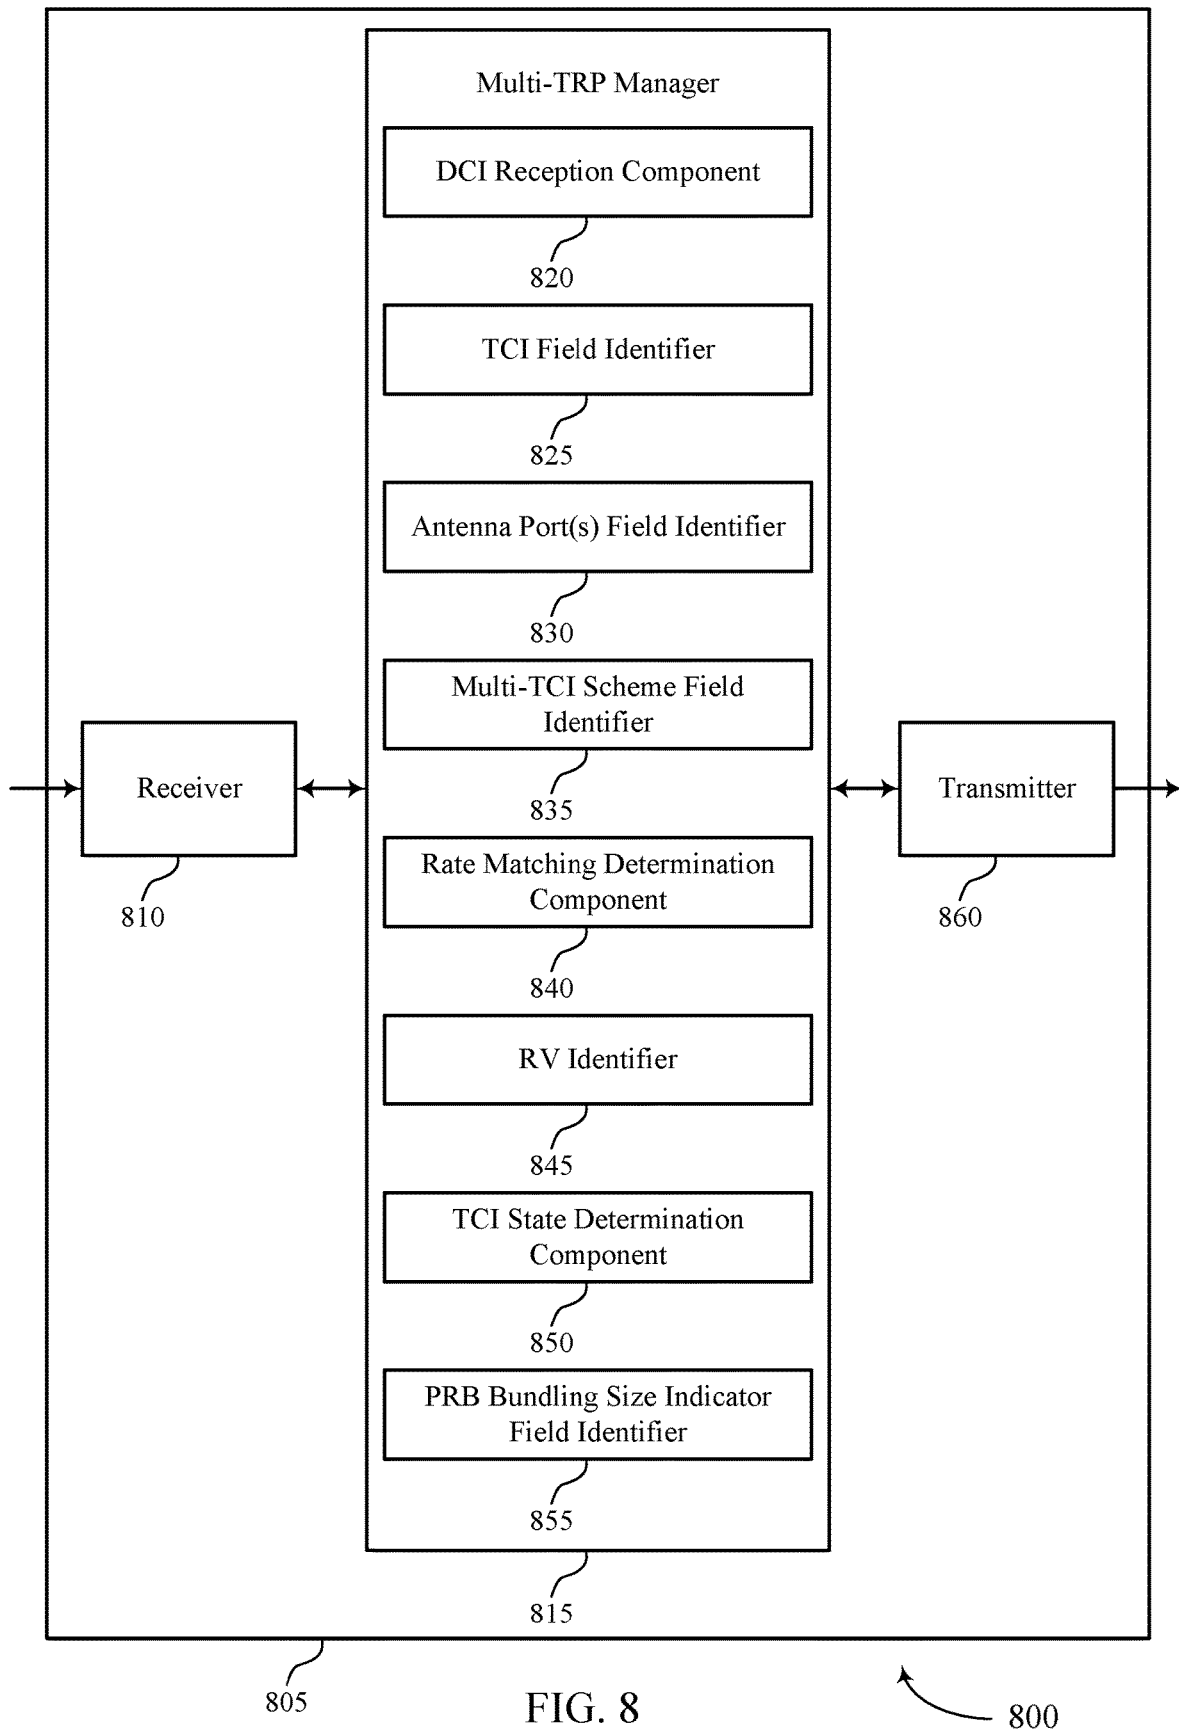 Multi-TRP Manager
DCI Reception Component
820
TCI Field Identifier
825
Antenna Port(s) Field Identifier
830
Multi-TCI Scheme Field
Identifier
835
Receiver
810
Transmitter
860
Rate Matching Determination
Component
840
RV Identifier
845
TCI State Determination
Component
850
PRB Bundling Size Indicator
Field Identifier
855
815
805
FIG. 8
800